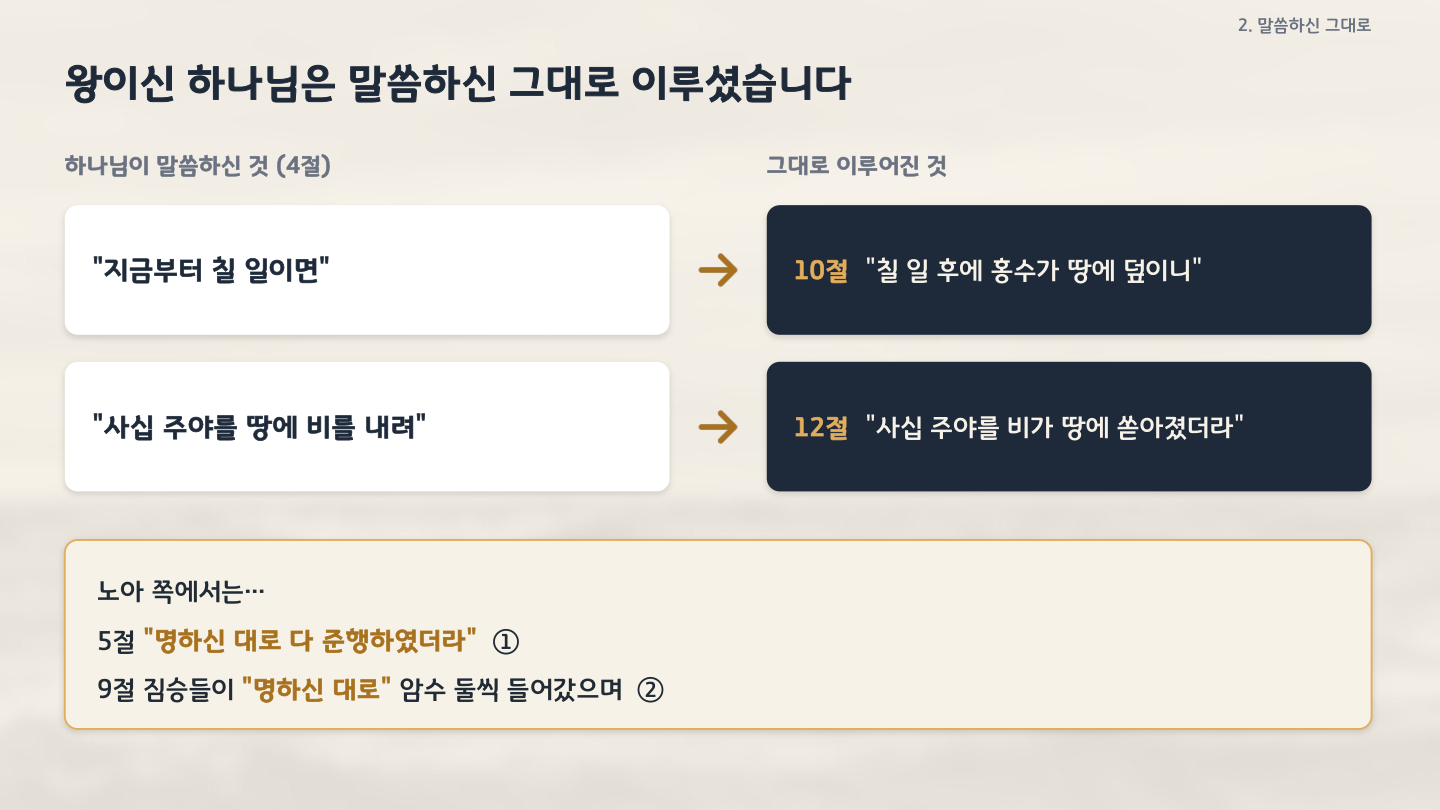 2. 말씀하신 그대로
왕이신 하나님은 말씀하신 그대로 이루셨습니다
하나님이 말씀하신 것 (4절)
그대로 이루어진 것
"지금부터 칠 일이면"
→
10절 "칠 일 후에 홍수가 땅에 덮이니"
"사십 주야를 땅에 비를 내려"
→
12절 "사십 주야를 비가 땅에 쏟아졌더라"
노아 쪽에서는…
5절 "명하신 대로 다 준행하였더라" ①
9절 짐승들이 "명하신 대로" 암수 둘씩 들어갔으며 ②